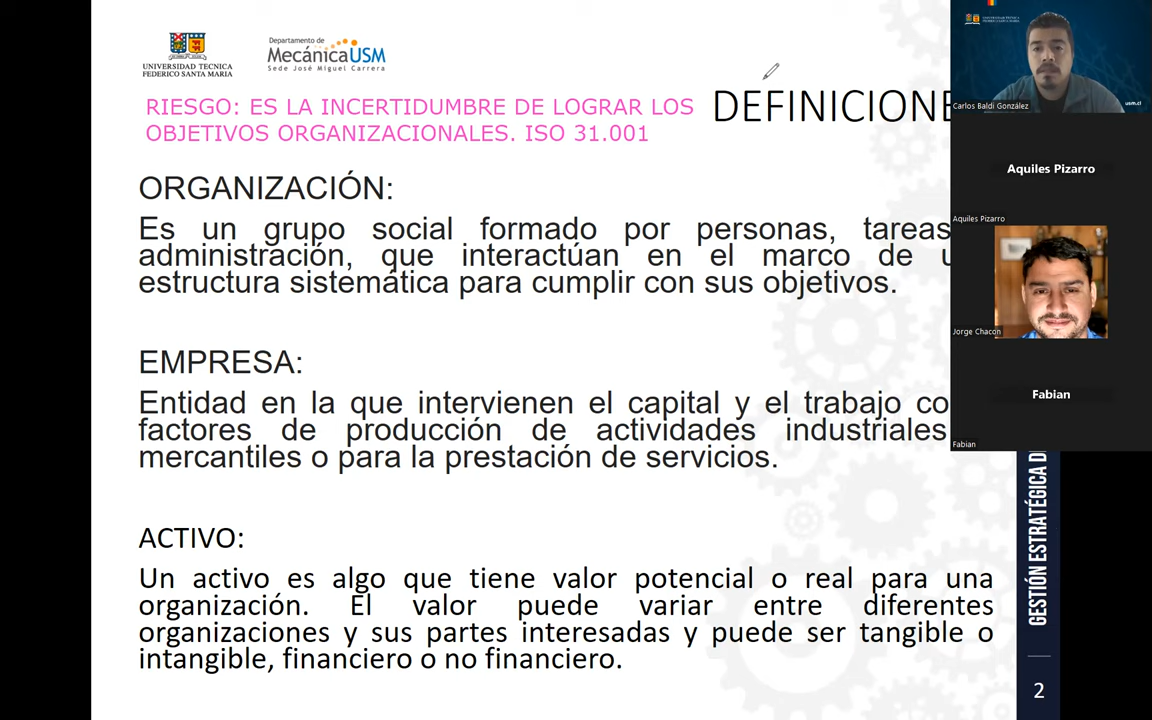 UNIVERSIDAD TECNICA
FEDERICO SANTA MARIA
Departamento de
MecánicaUSM
Sede José Miguel Carrera
RIESGO: ES LA INCERTIDUMBRE DE LOGRAR LOS
OBJETIVOS ORGANIZACIONALES. ISO 31.001
DEFINICIONE
ORGANIZACIÓN:
Es un grupo social formado por personas, tareas
administración, que interactúan en el marco de u
estructura sistemática para cumplir con sus objetivos.
EMPRESA:
Entidad en la que intervienen el capital y el trabajo co
factores de producción de actividades industriales
mercantiles o para la prestación de servicios.
ACTIVO:
Un activo es algo que tiene valor potencial o real para una
organización. El valor puede variar entre diferentes
organizaciones y sus partes interesadas y puede ser tangible o
intangible, financiero o no financiero.
Carlos Baldi González
usm.cl
Aquiles Pizarro
Aquiles Pizarro
Jorge Chacon
Fabian
Fabian
GESTIÓN ESTRATÉGICA D
2